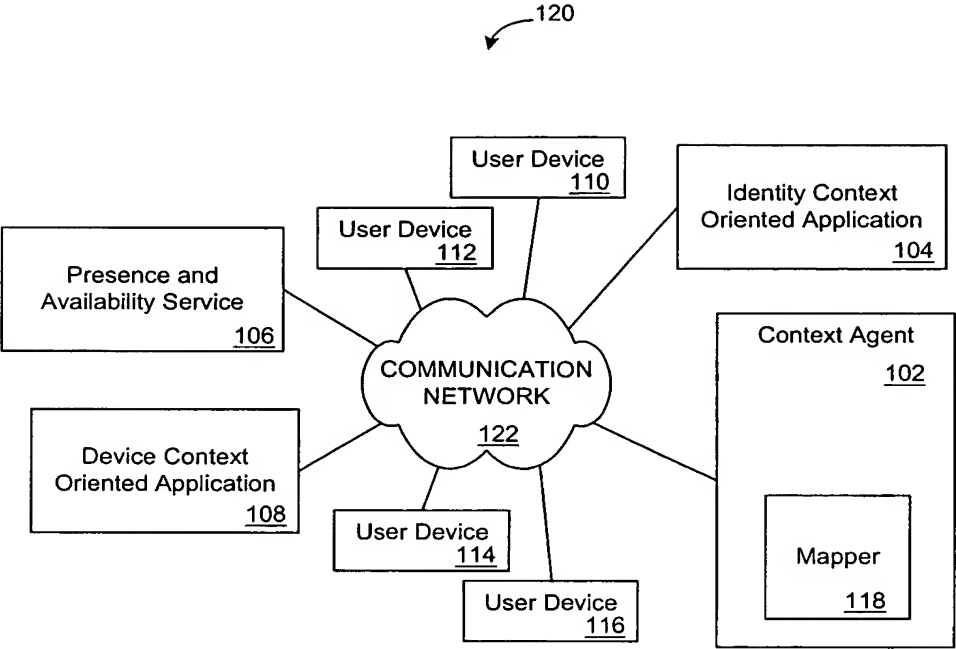 120
User Device
110
Identity Context
Oriented Application
104
User Device
112
Presence and
Availability Service
106
Context Agent
102
COMMUNICATION
NETWORK
122
Device Context
Oriented Application
108
User Device
114
Mapper
118
User Device
116